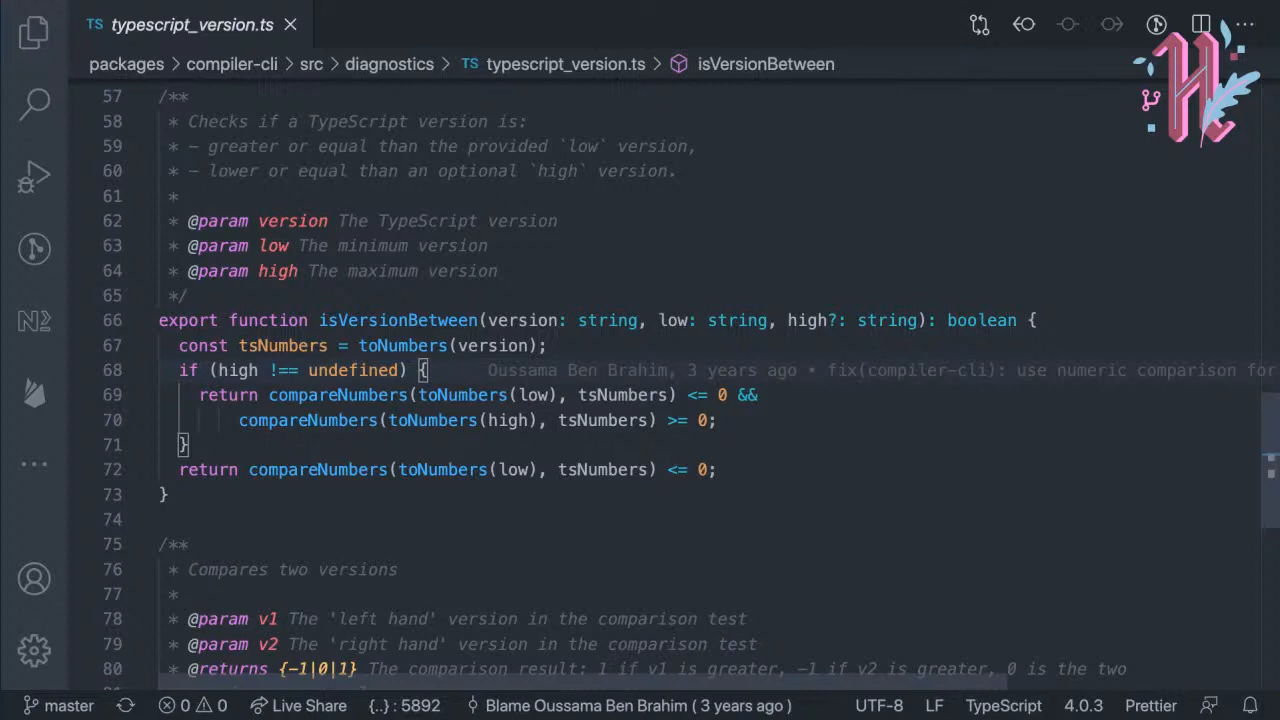 TS typescript_version.ts
packages > compiler-cli > src > diagnostics > TS typescript_version.ts > isVersionBetween
57 /**
58  * Checks if a TypeScript version is:
59  * - greater or equal than the provided `low` version,
60  * - lower or equal than an optional `high` version.
61  *
62  * @param version The TypeScript version
63  * @param low The minimum version
64  * @param high The maximum version
65  */
66 export function isVersionBetween(version: string, low: string, high?: string): boolean {
67   const tsNumbers = toNumbers(version);
68   if (high !== undefined) {      Oussama Ben Brahim, 3 years ago • fix(compiler-cli): use numeric comparison for
69     return compareNumbers(toNumbers(low), tsNumbers) <= 0 &&
70         compareNumbers(toNumbers(high), tsNumbers) >= 0;
71   }
72   return compareNumbers(toNumbers(low), tsNumbers) <= 0;
73 }
74
75 /**
76  * Compares two versions
77  *
78  * @param v1 The 'left hand' version in the comparison test
79  * @param v2 The 'right hand' version in the comparison test
80  * @returns {-1|0|1} The comparison result: 1 if v1 is greater, -1 if v2 is greater, 0 is the two
master 0 0 Live Share {..} : 5892 Blame Oussama Ben Brahim ( 3 years ago ) UTF-8 LF TypeScript 4.0.3 Prettier